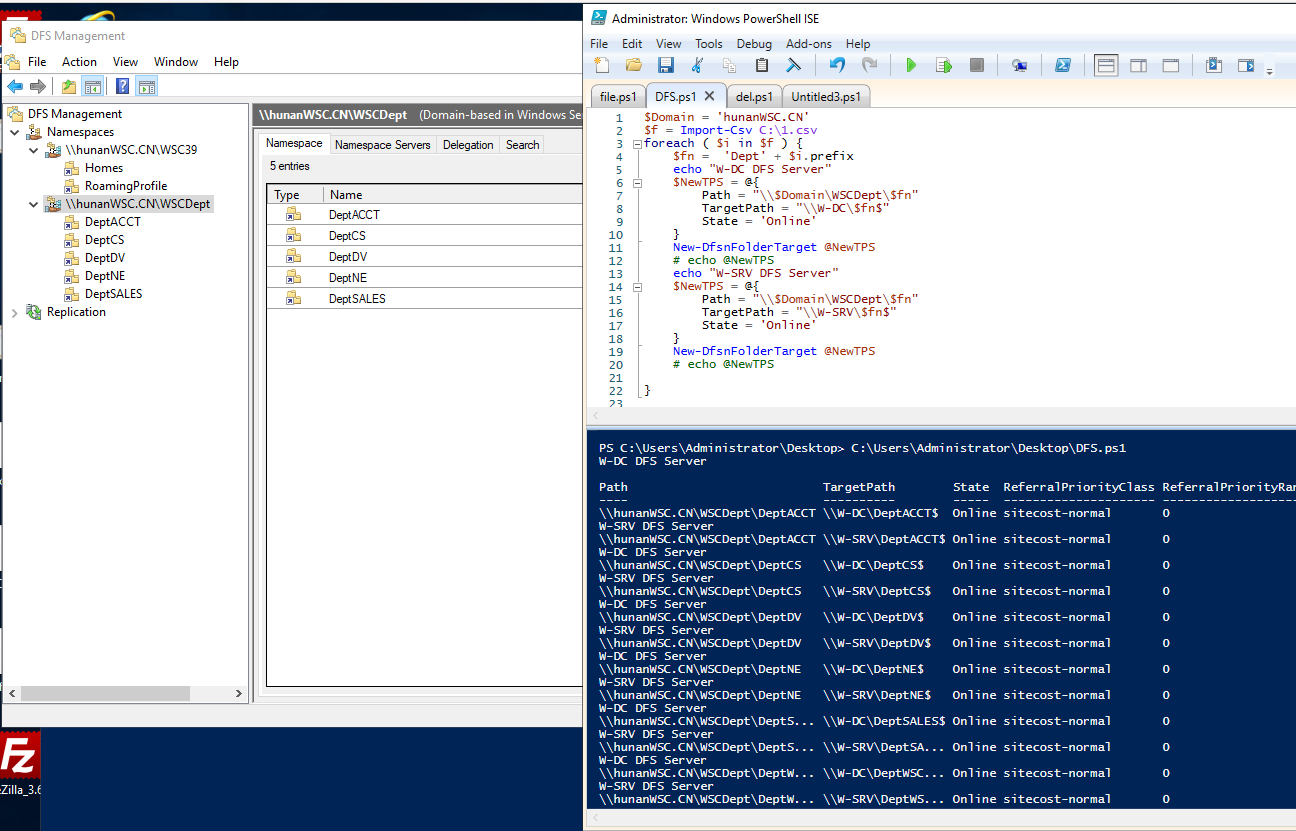 DFS Management
File Action View Window Help
DFS Management
Namespaces
\\hunanWSC.CN\WSC39
Homes
RoamingProfile
\\hunanWSC.CN\WSCDept
DeptACCT
DeptCS
DeptDV
DeptNE
DeptSALES
Replication
\\hunanWSC.CN\WSCDept (Domain-based in Windows Se
Namespace Namespace Servers Delegation Search
5 entries
Type Name
DeptACCT
DeptCS
DeptDV
DeptNE
DeptSALES
Zilla_3.6
Administrator: Windows PowerShell ISE
File Edit View Tools Debug Add-ons Help
file.ps1 DFS.ps1 del.ps1 Untitled3.ps1
1 $Domain = 'hunanWSC.CN'
2 $f = Import-Csv C:\1.csv
3 foreach ( $i in $f ) {
4 $fn = 'Dept' + $i.prefix
5 echo "W-DC DFS Server"
6 $NewTPS = @{
7 Path = "\\$Domain\WSCDept\$fn"
8 TargetPath = "\\W-DC\$fn$"
9 State = 'Online'
10 }
11 New-DfsnFolderTarget @NewTPS
12 # echo @NewTPS
13 echo "W-SRV DFS Server"
14 $NewTPS = @{
15 Path = "\\$Domain\WSCDept\$fn"
16 TargetPath = "\\W-SRV\$fn$"
17 State = 'Online'
18 }
19 New-DfsnFolderTarget @NewTPS
20 # echo @NewTPS
21
22 }
23
PS C:\Users\Administrator\Desktop> C:\Users\Administrator\Desktop\DFS.ps1
W-DC DFS Server
Path TargetPath State ReferralPriorityClass ReferralPriorityRan
---- ---------- ----- --------------------- -------------------
\\hunanWSC.CN\WSCDept\DeptACCT \\W-DC\DeptACCT$ Online sitecost-normal 0
W-SRV DFS Server
\\hunanWSC.CN\WSCDept\DeptACCT \\W-SRV\DeptACCT$ Online sitecost-normal 0
W-DC DFS Server
\\hunanWSC.CN\WSCDept\DeptCS \\W-DC\DeptCS$ Online sitecost-normal 0
W-SRV DFS Server
\\hunanWSC.CN\WSCDept\DeptCS \\W-SRV\DeptCS$ Online sitecost-normal 0
W-DC DFS Server
\\hunanWSC.CN\WSCDept\DeptDV \\W-DC\DeptDV$ Online sitecost-normal 0
W-SRV DFS Server
\\hunanWSC.CN\WSCDept\DeptDV \\W-SRV\DeptDV$ Online sitecost-normal 0
W-DC DFS Server
\\hunanWSC.CN\WSCDept\DeptNE \\W-DC\DeptNE$ Online sitecost-normal 0
W-SRV DFS Server
\\hunanWSC.CN\WSCDept\DeptNE \\W-SRV\DeptNE$ Online sitecost-normal 0
W-DC DFS Server
\\hunanWSC.CN\WSCDept\DeptS... \\W-DC\DeptSALES$ Online sitecost-normal 0
W-SRV DFS Server
\\hunanWSC.CN\WSCDept\DeptS... \\W-SRV\DeptSA... Online sitecost-normal 0
W-DC DFS Server
\\hunanWSC.CN\WSCDept\DeptW... \\W-DC\DeptWSC... Online sitecost-normal 0
W-SRV DFS Server
\\hunanWSC.CN\WSCDept\DeptW... \\W-SRV\DeptWS... Online sitecost-normal 0